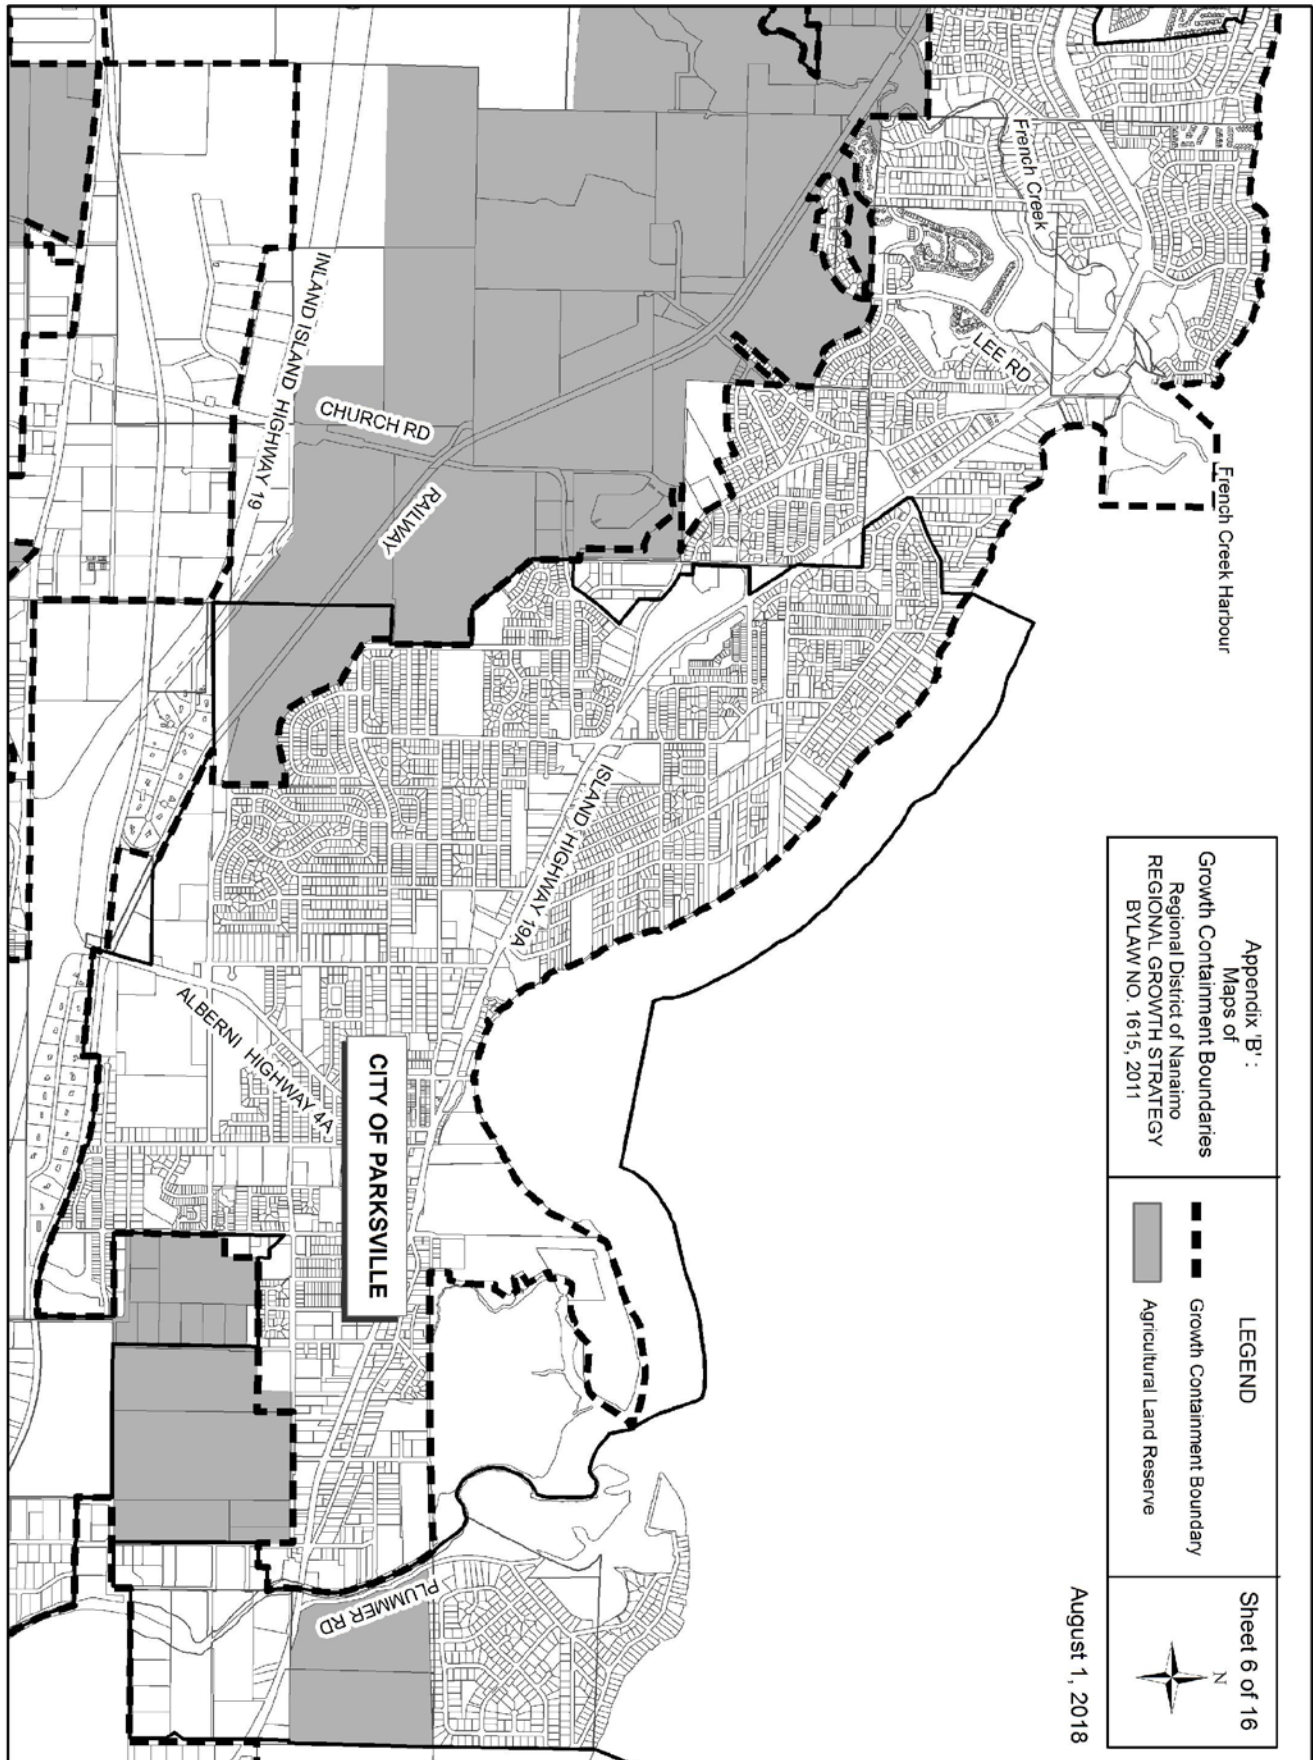 French Creek
LEE RD
French Creek Harbour
INLAND ISLAND HIGHWAY 19
CHURCH RD
RAILWAY
ISLAND HIGHWAY 19A
ALBERNI HIGHWAY 4A
CITY OF PARKSVILLE
PLUMMER RD
Appendix 'B' :
Maps of
Growth Containment Boundaries
Regional District of Nanaimo
REGIONAL GROWTH STRATEGY
BYLAW NO. 1615, 2011
LEGEND
Growth Containment Boundary
Agricultural Land Reserve
Sheet 6 of 16
N
August 1, 2018